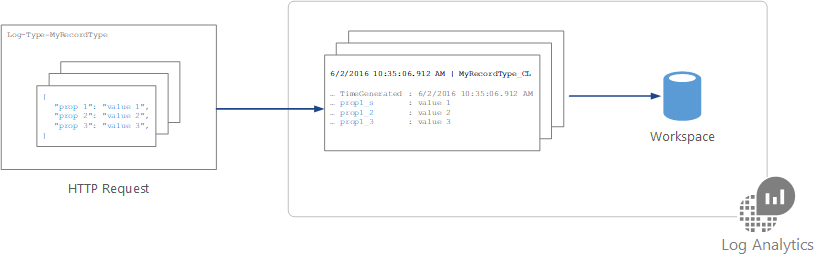 Log-Type-MyRecordType
{
"prop 1": "value 1",
"prop 2": "value 2",
"prop 3": "value 3",
}
HTTP Request
6/2/2016 10:35:06.912 AM | MyRecordType_CL
… TimeGenerated : 6/2/2016 10:35:06.912 AM
… prop1_s : value 1
… prop1_2 : value 2
… prop1_3 : value 3
Workspace
Log Analytics